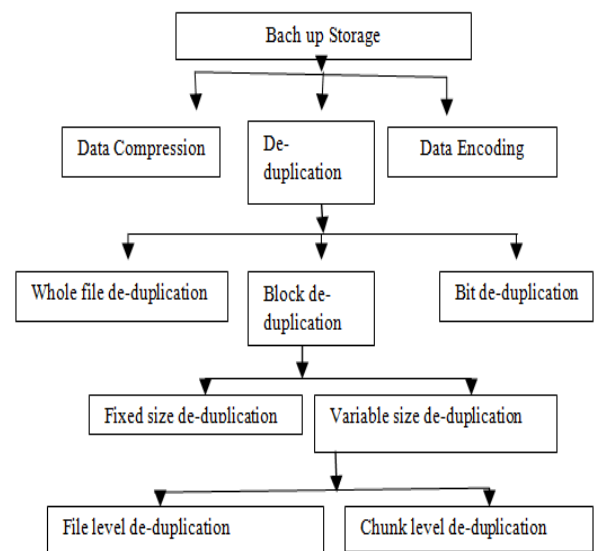 Bach up Storage
Data Compression
De-
duplication
Data Encoding
Whole file de-duplication
Block de-
duplication
Bit de-duplication
Fixed size de-duplication
Variable size de-duplication
File level de-duplication
Chunk level de-duplication